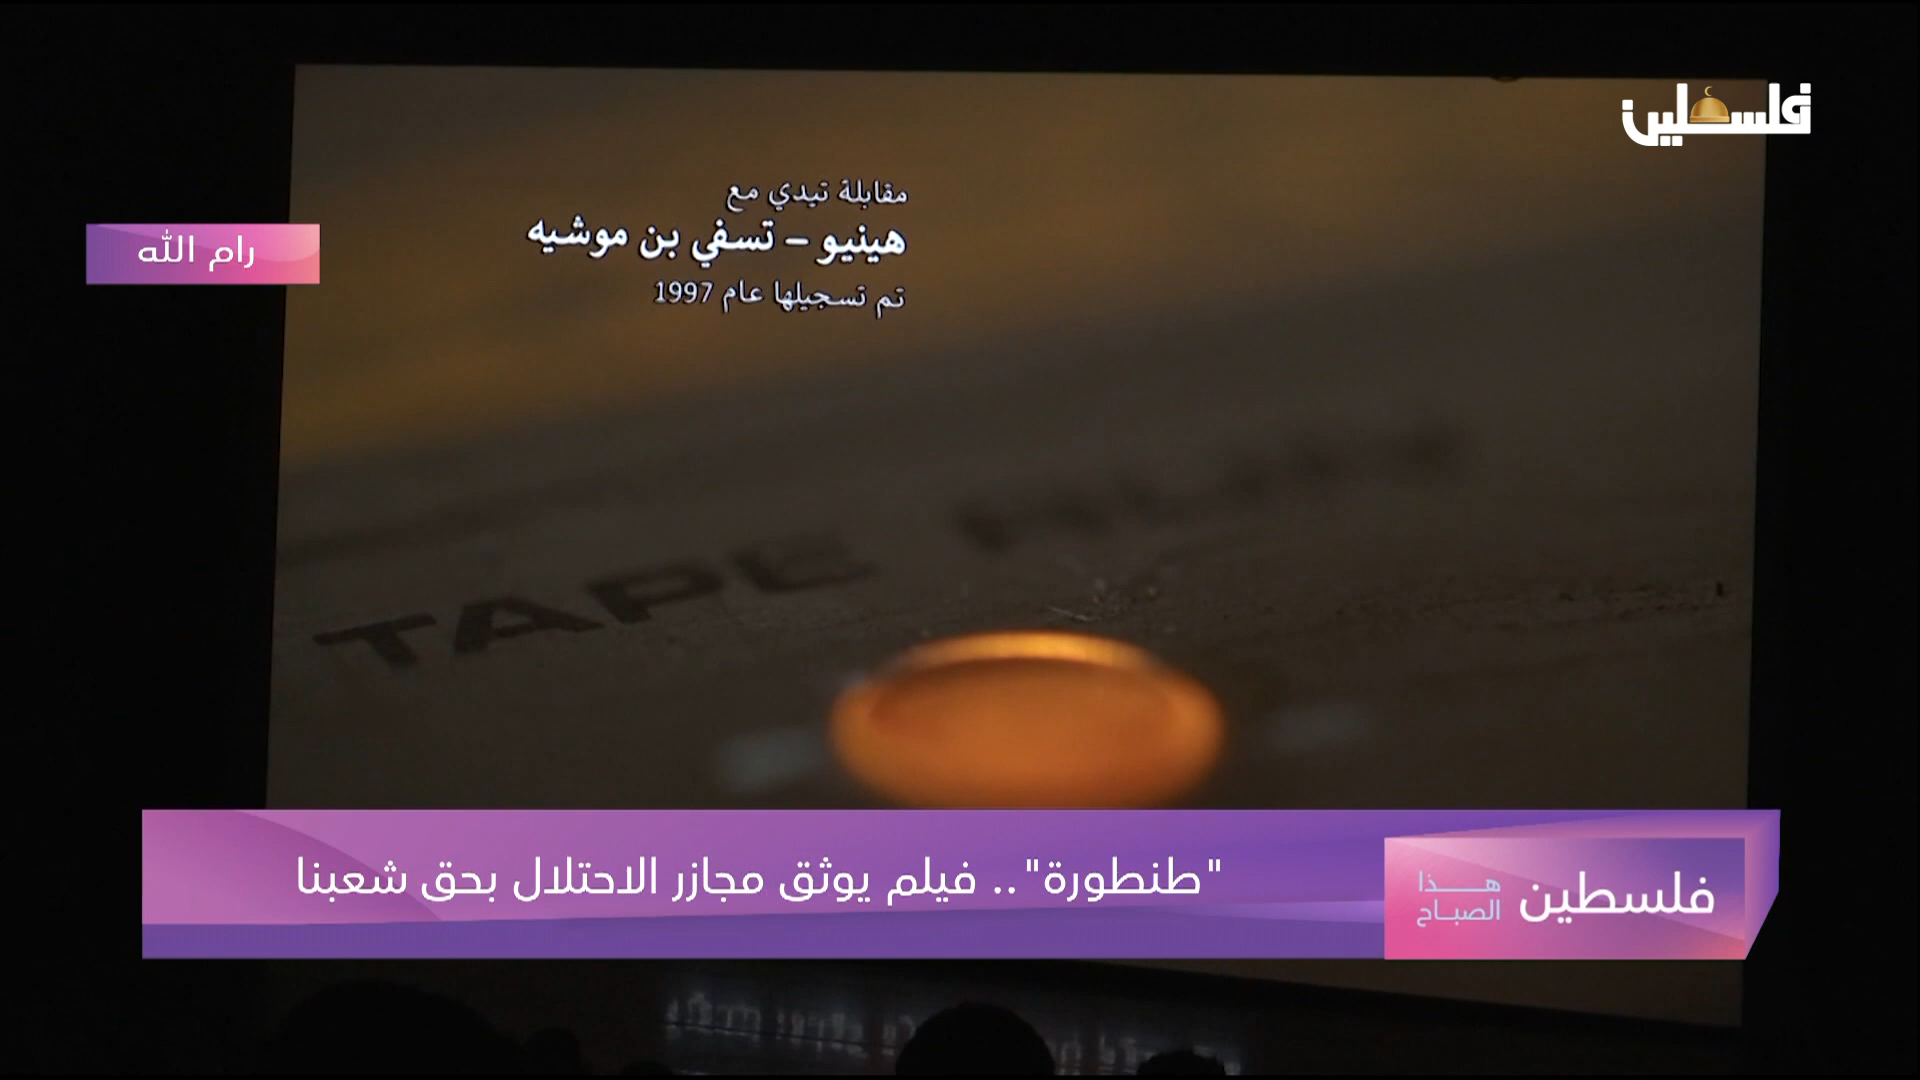 فلسطين
مقابلة تيدي مع
هينيو - تسفي بن موشيه
تم تسجيلها عام 1997
رام الله
TAPE
"طنطورة".. فيلم يوثق مجازر الاحتلال بحق شعبنا
فلسطين
هذا
الصباح